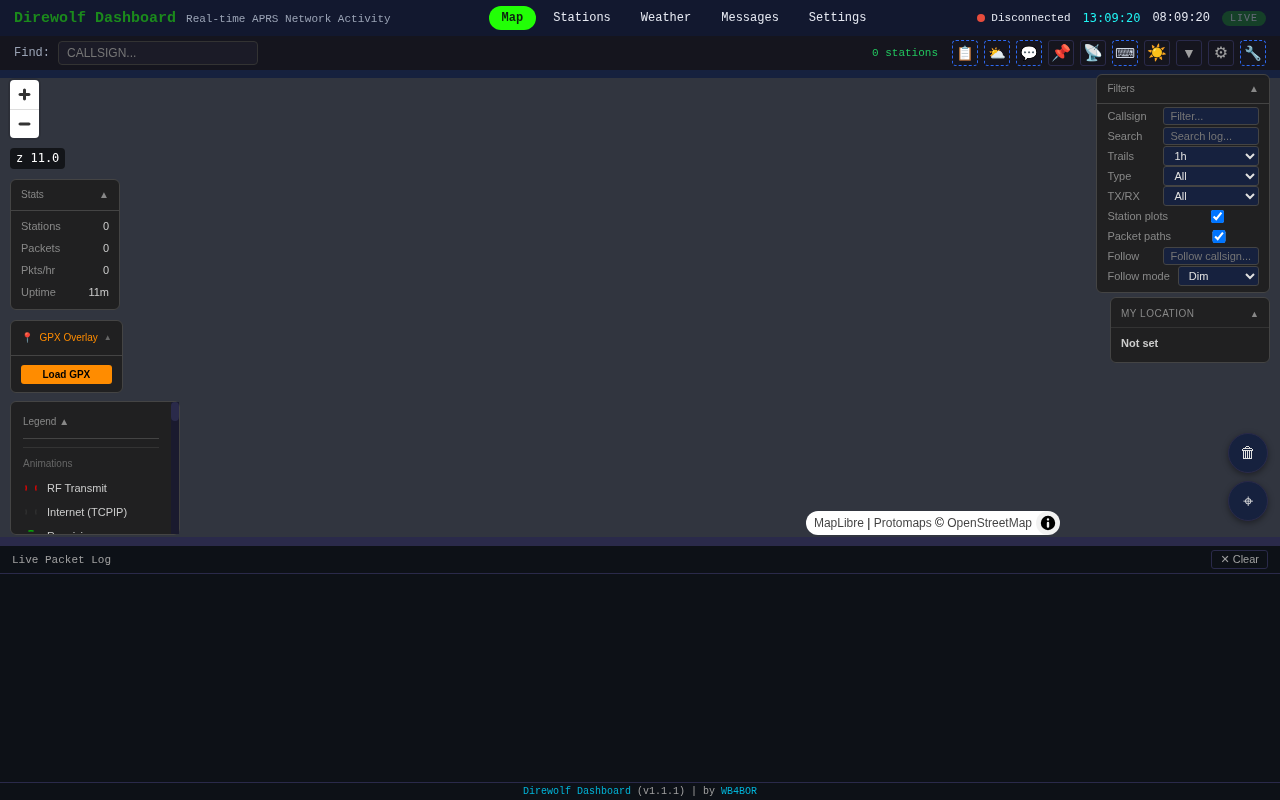 Direwolf Dashboard Real-time APRS Network Activity Map Stations Weather Messages Settings Disconnected 13:09:20 08:09:20 LIVE
Find: CALLSIGN... 0 stations
z 11.0
Stats
Stations 0
Packets 0
Pkts/hr 0
Uptime 11m
GPX Overlay
Load GPX
Legend
Animations
RF Transmit
Internet (TCPIP)
Filters
Callsign Filter...
Search Search log...
Trails 1h
Type All
TX/RX All
Station plots
Packet paths
Follow Follow callsign...
Follow mode Dim
MY LOCATION
Not set
MapLibre | Protomaps © OpenStreetMap
Live Packet Log ✕ Clear
Direwolf Dashboard (v1.1.1) | by WB4BOR